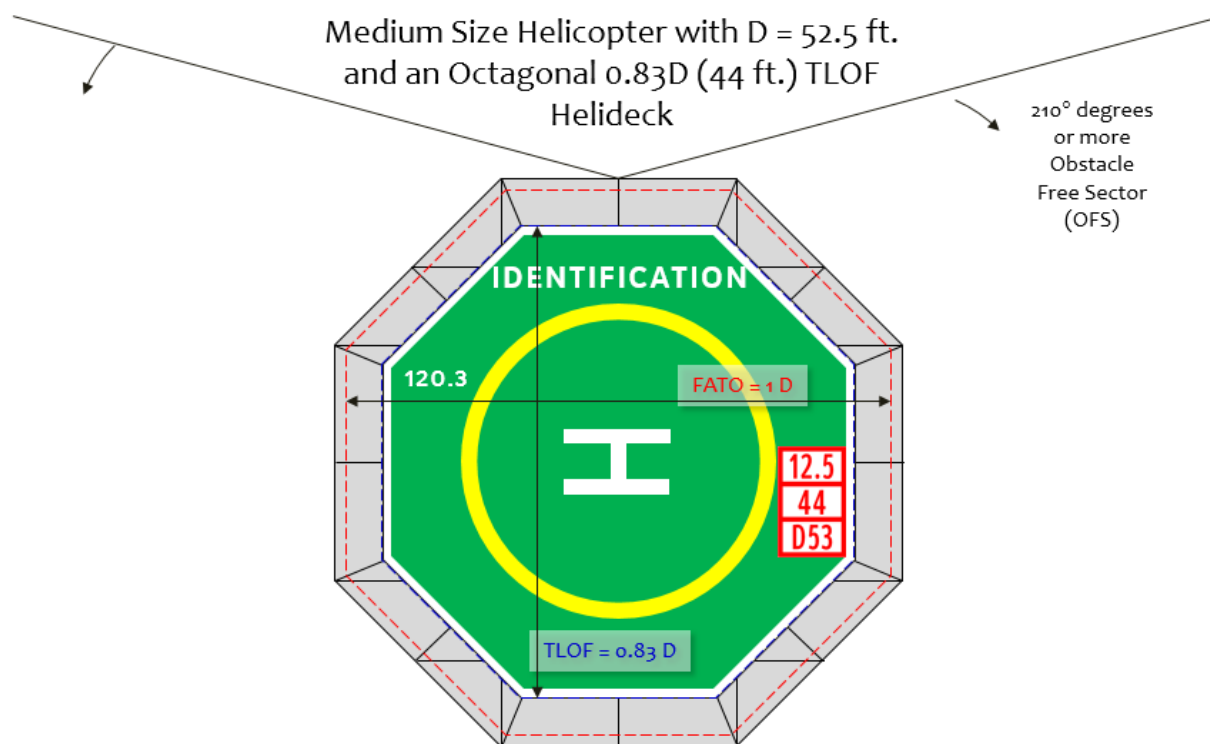 Medium Size Helicopter with D = 52.5 ft.
and an Octagonal 0.83D (44 ft.) TLOF
Helideck
210° degrees
or more
Obstacle
Free Sector
(OFS)
IDENTIFICATION
120.3
FATO = 1 D
H
12.5
44
D53
TLOF = 0.83 D